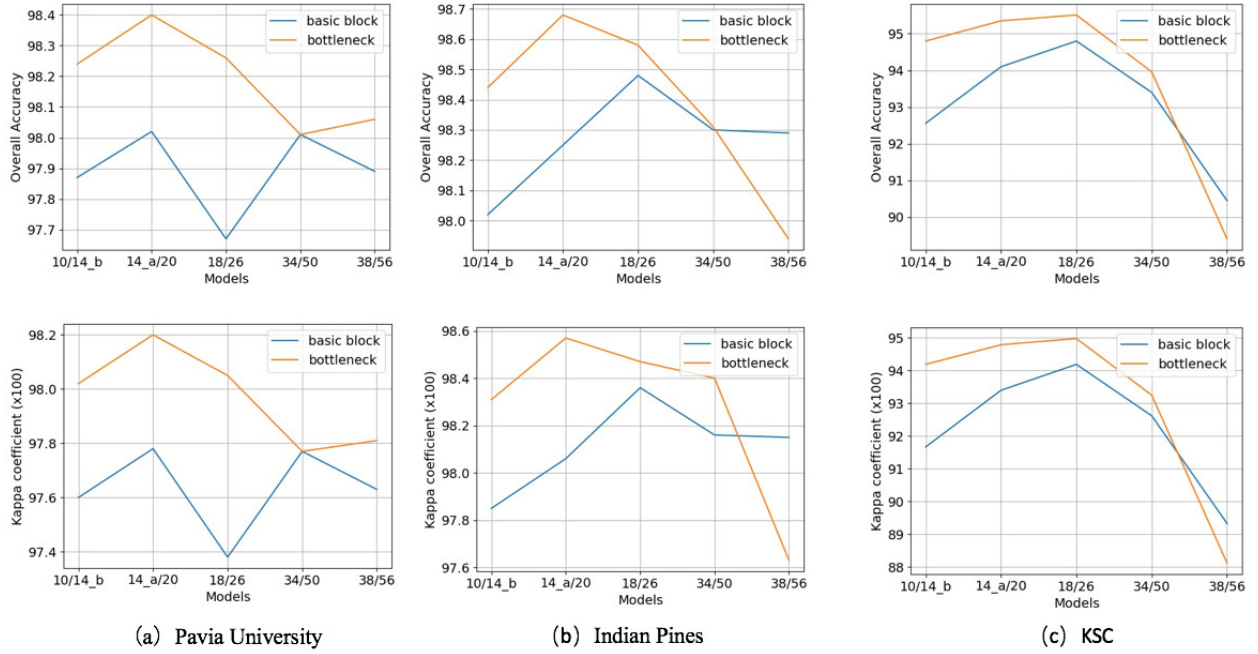 98.4
98.3
98.2
98.1
98.0
97.9
97.8
97.7
Overall Accuracy
basic block
bottleneck
10/14_b 14_a/20 18/26 34/50 38/56
Models
98.7
98.6
98.5
98.4
98.3
98.2
98.1
98.0
Overall Accuracy
basic block
bottleneck
10/14_b 14_a/20 18/26 34/50 38/56
Models
95
94
93
92
91
90
Overall Accuracy
basic block
bottleneck
10/14_b 14_a/20 18/26 34/50 38/56
Models
98.2
98.0
97.8
97.6
97.4
Kappa coefficient (x100)
basic block
bottleneck
10/14_b 14_a/20 18/26 34/50 38/56
Models
98.6
98.4
98.2
98.0
97.8
97.6
Kappa coefficient (x100)
basic block
bottleneck
10/14_b 14_a/20 18/26 34/50 38/56
Models
95
94
93
92
91
90
89
88
Kappa coefficient (x100)
basic block
bottleneck
10/14_b 14_a/20 18/26 34/50 38/56
Models
(a) Pavia University
(b) Indian Pines
(c) KSC